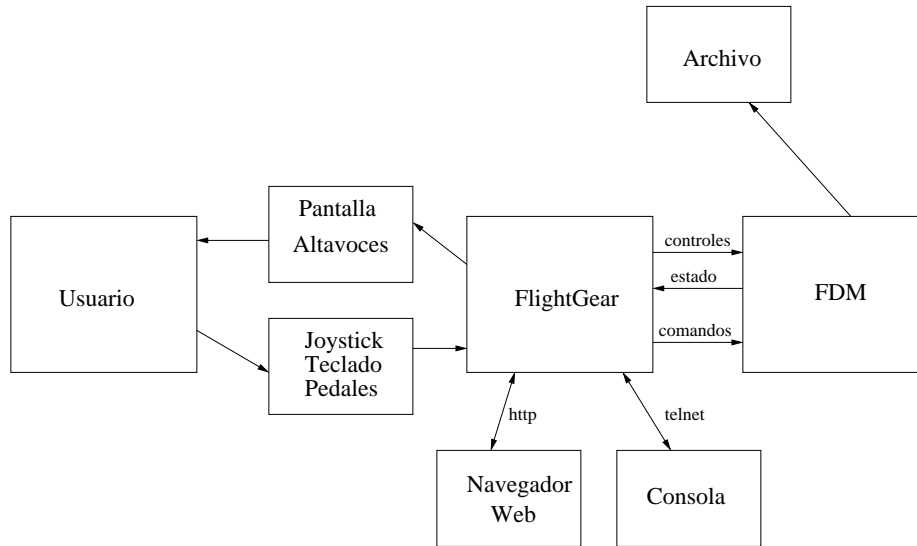 Archivo
Pantalla
Altavoces
Usuario
Joystick
Teclado
Pedales
FlightGear
controles
estado
comandos
FDM
http
telnet
Navegador
Web
Consola